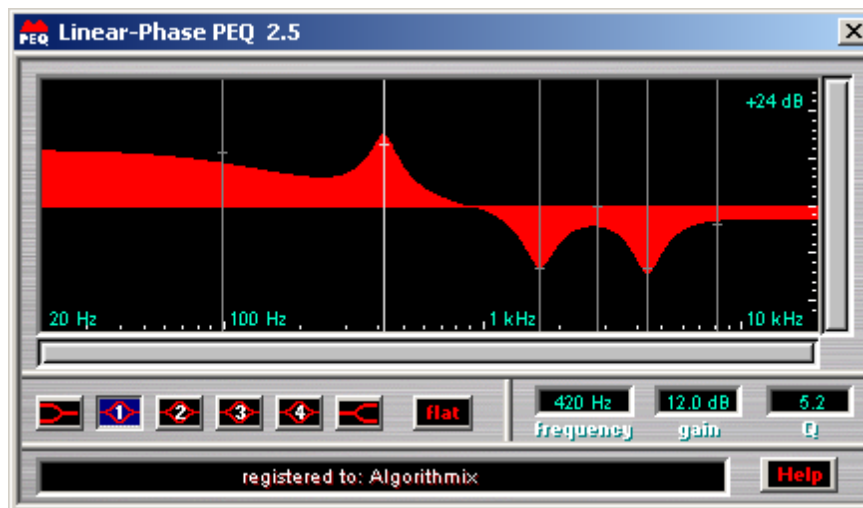 PEQ Linear-Phase PEQ 2.5
+24 dB
20 Hz 100 Hz 1 kHz 10 kHz
1 2 3 4 flat
420 Hz 12.0 dB 5.2
frequency gain Q
registered to: Algorithmix Help